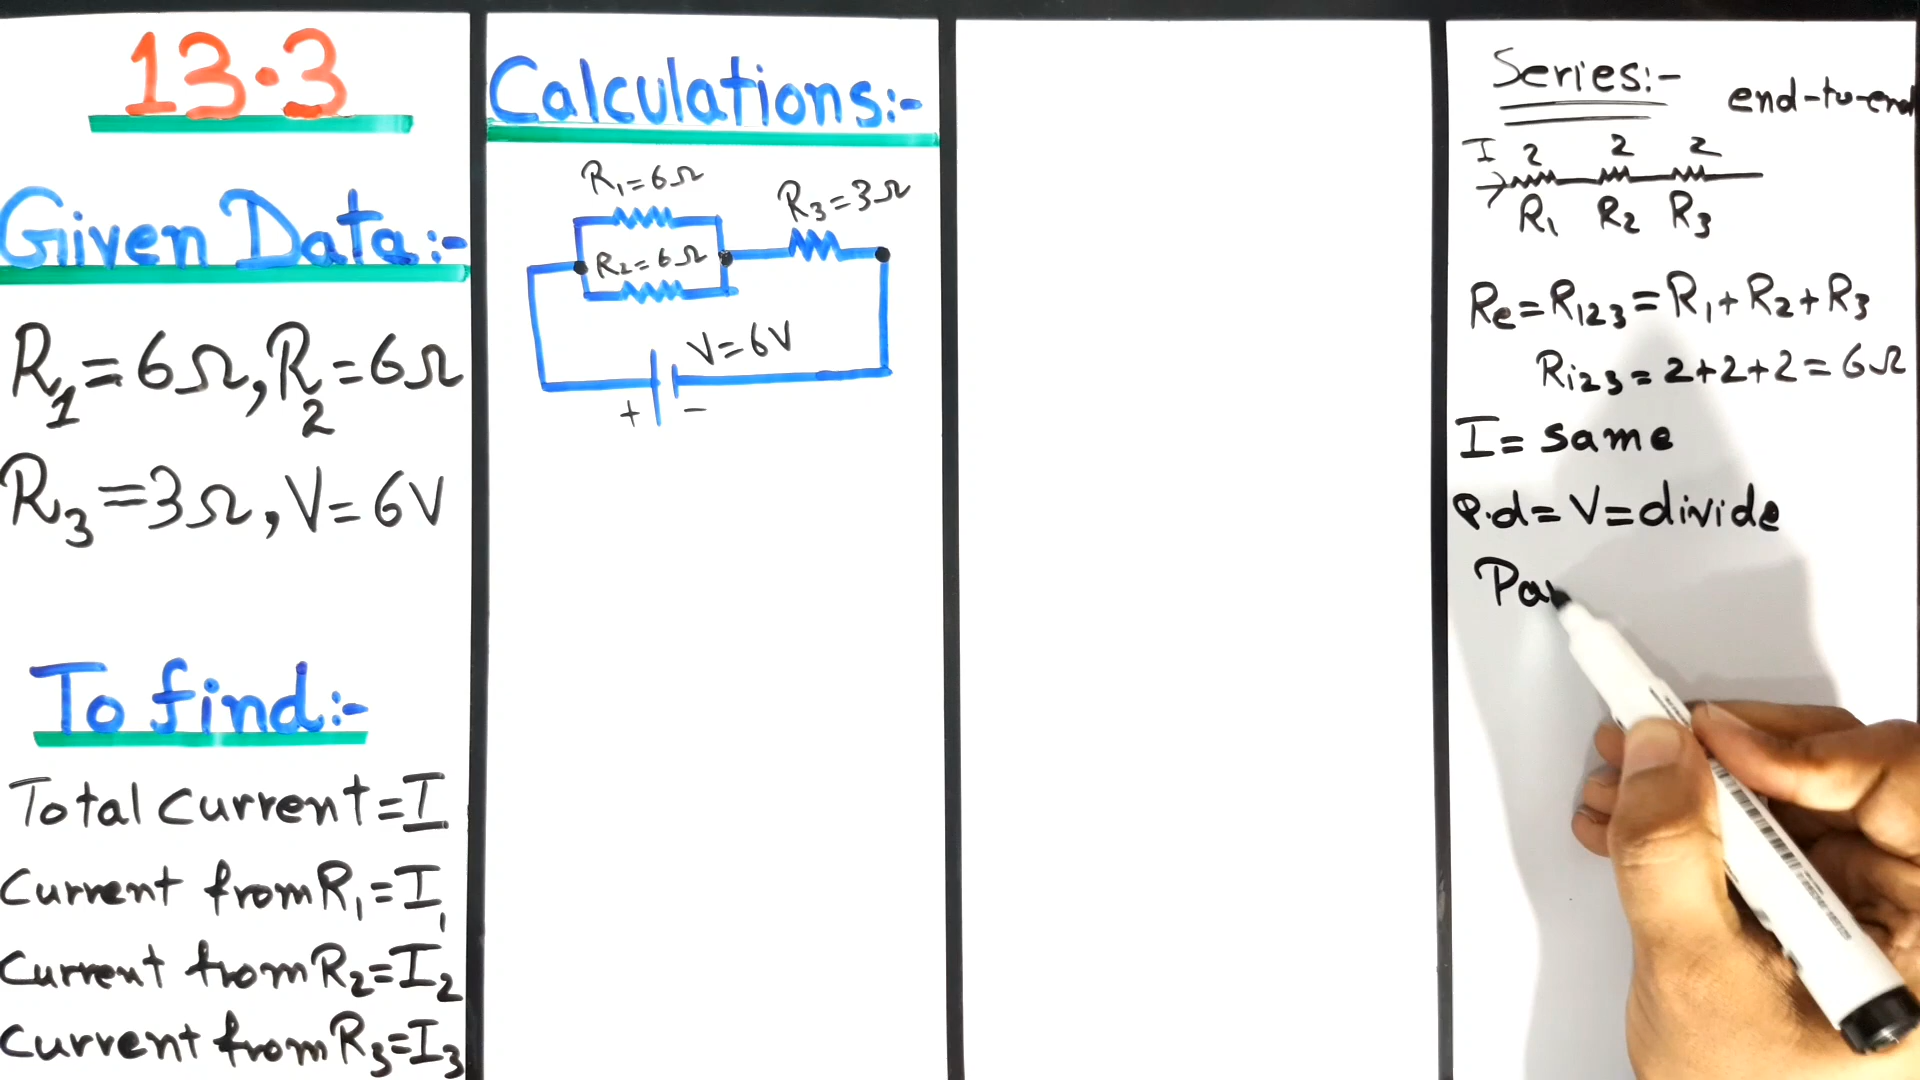 13.3
Given Data:-
R1=6Ω, R2=6Ω
R3=3Ω, V=6V
To find:-
Total Current=I
Current from R1=I1
Current from R2=I2
Current from R3=I3
Calculations:-
R1=6Ω
R3=3Ω
R2=6Ω
V=6V
+ -
Series:-
end-to-end
I 2 2 2
R1 R2 R3
Re=R123=R1+R2+R3
R123=2+2+2=6Ω
I= same
P.d=V=divide
Par